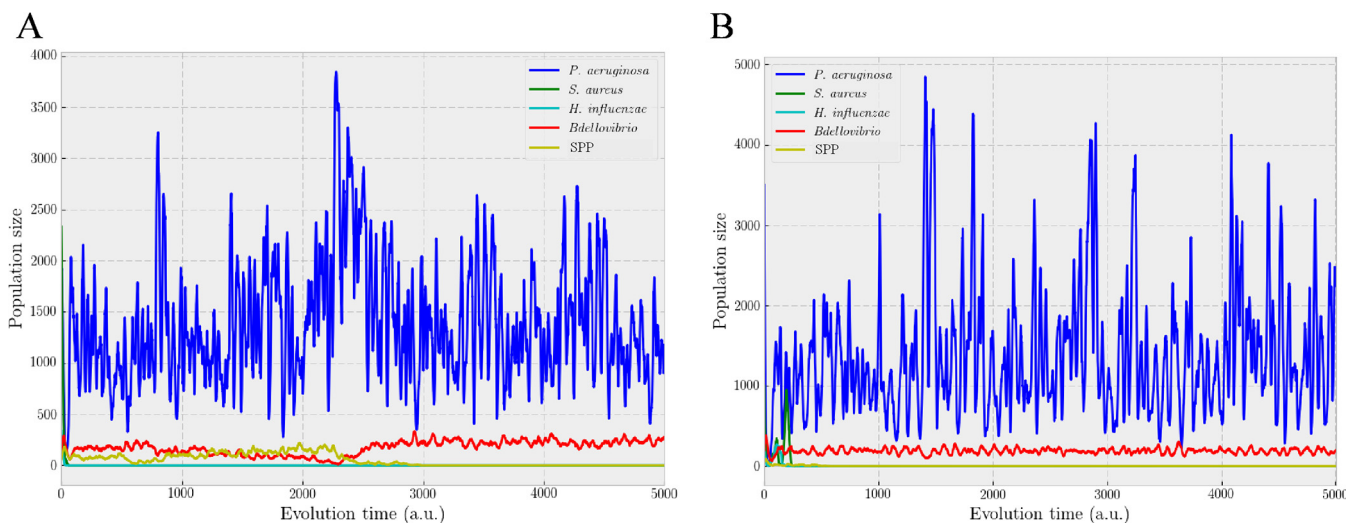 A
4000
3500
3000
2500
2000
1500
1000
500
0
Population size
0 1000 2000 3000 4000 5000
Evolution time (a.u.)
P. aeruginosa
S. aureus
H. influenzae
Bdellovibrio
SPP
B
5000
4000
3000
2000
1000
0
Population size
0 1000 2000 3000 4000 5000
Evolution time (a.u.)
P. aeruginosa
S. aureus
H. influenzae
Bdellovibrio
SPP